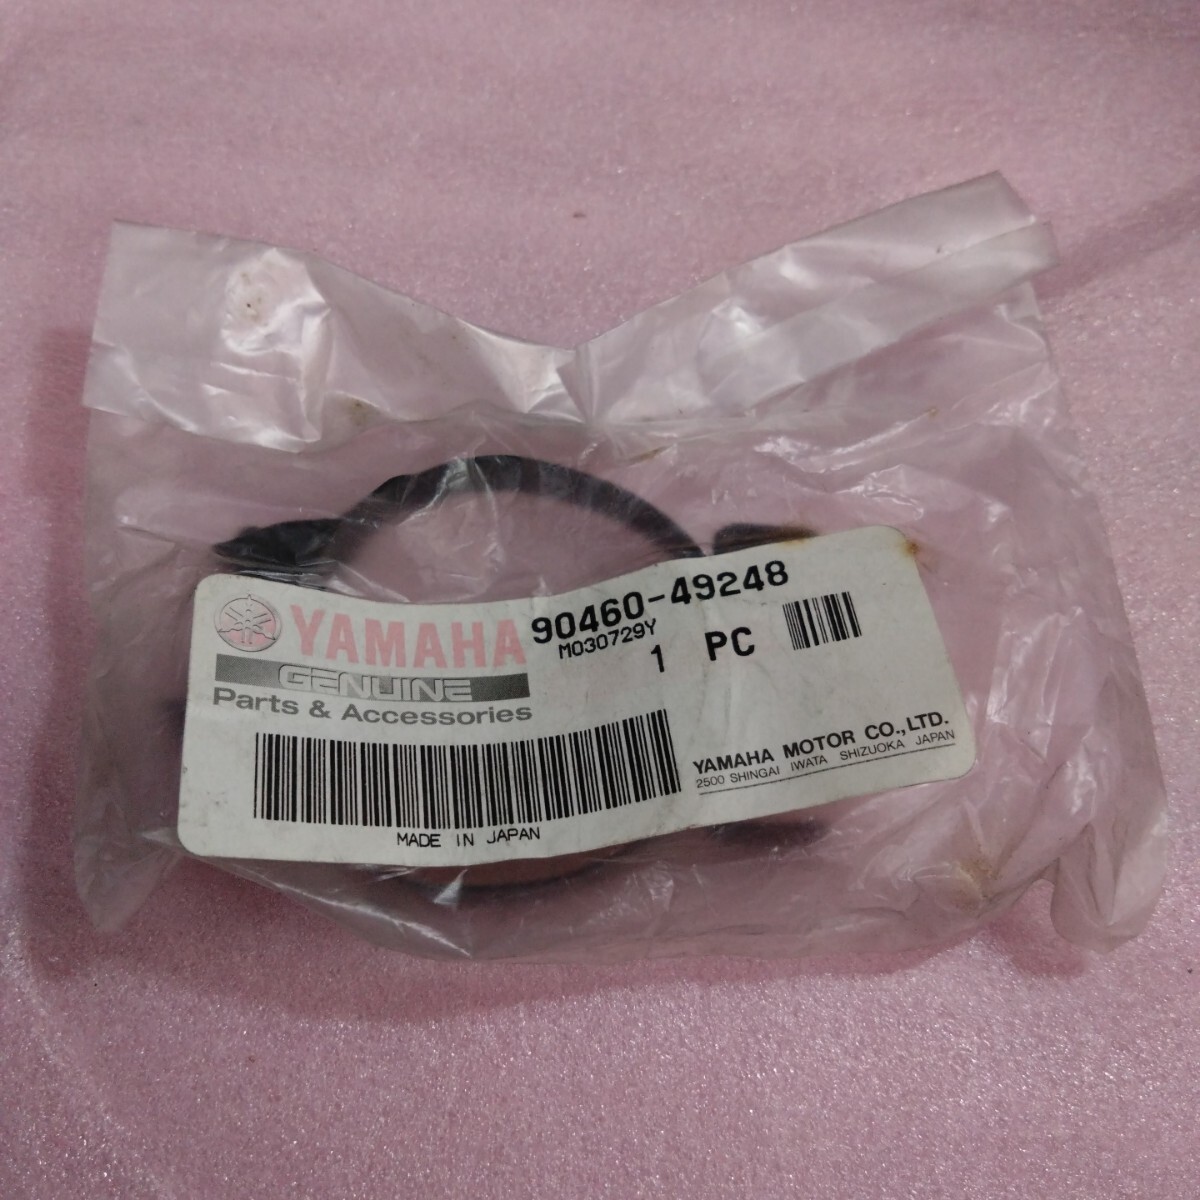 YAMAHA
GENUINE
Parts & Accessories
90460-49248
M030729Y
1 PC
YAMAHA MOTOR CO.,LTD.
2500 SHINGAI IWATA SHIZUOKA JAPAN
MADE IN JAPAN